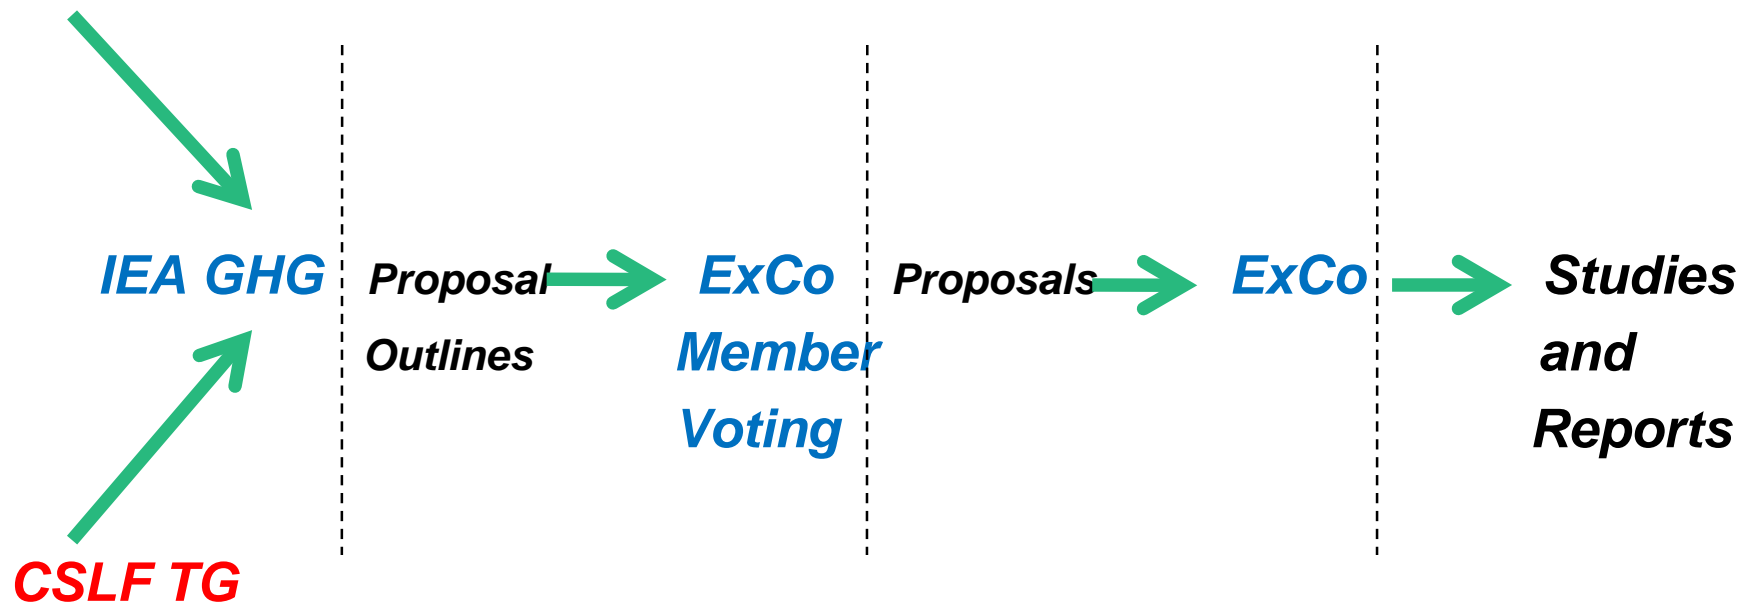 IEA GHG
Proposal
Outlines
ExCo
Member
Voting
Proposals
ExCo
Studies
and
Reports
CSLF TG